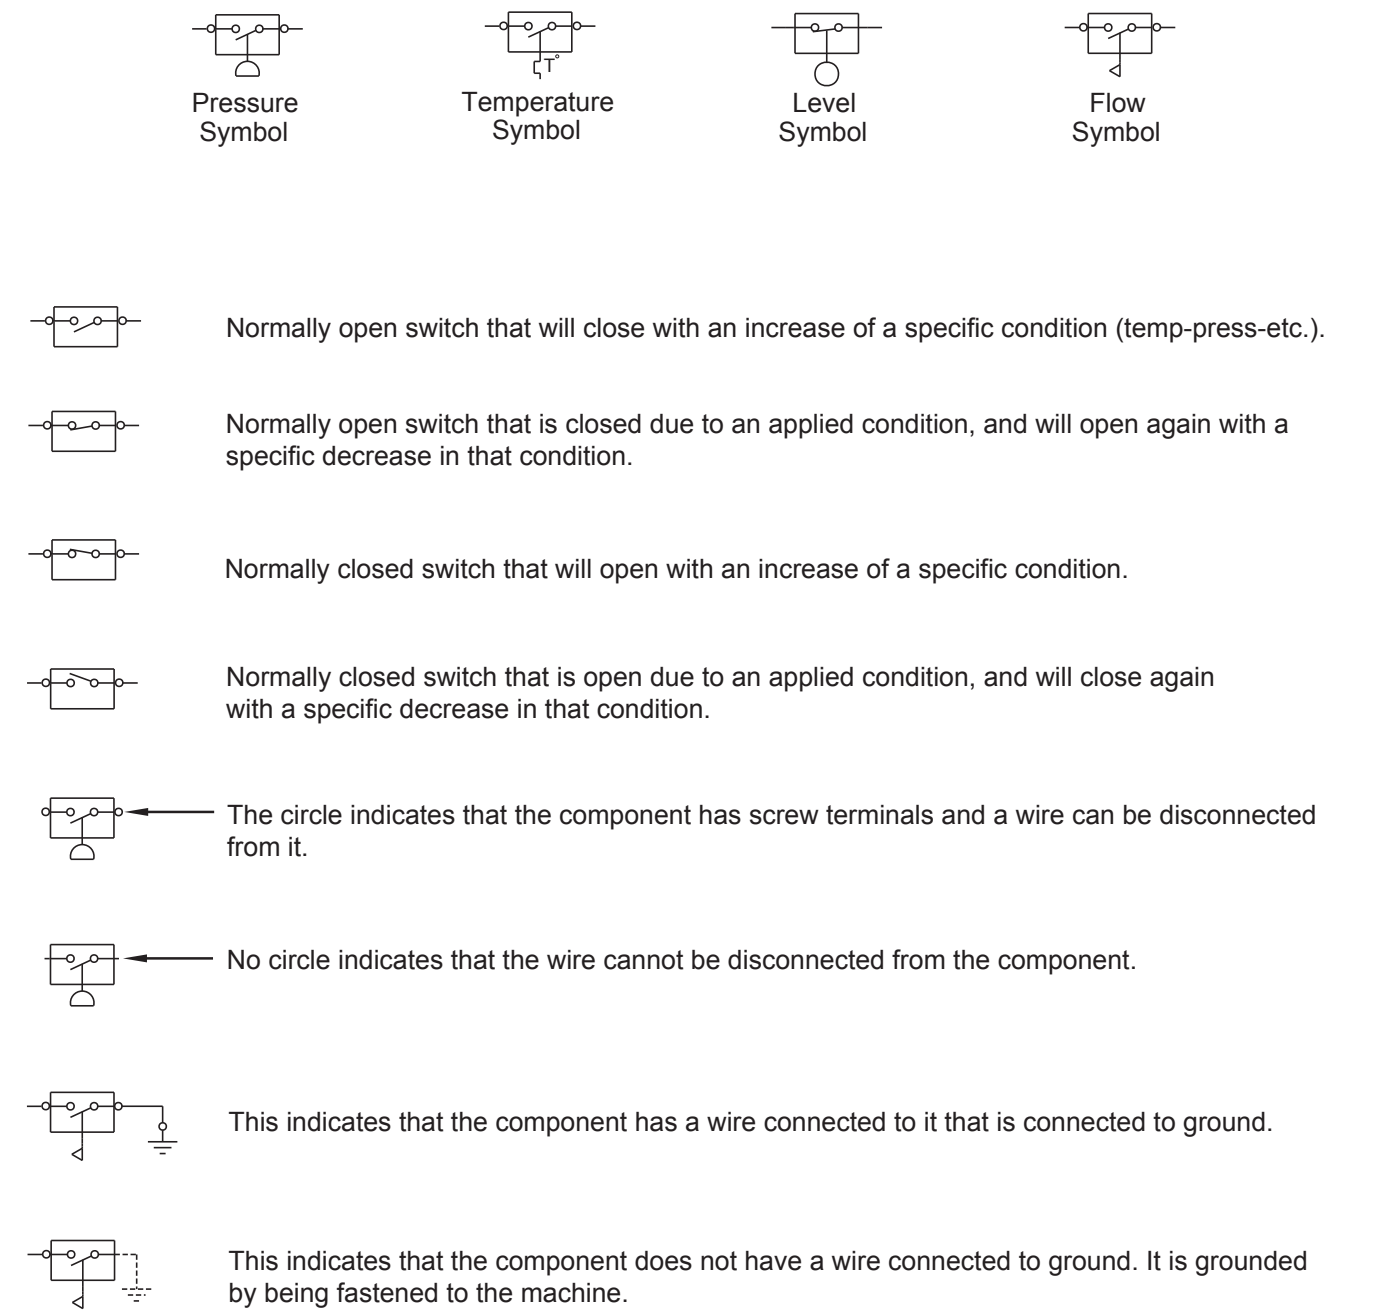 Pressure
Symbol
Temperature
Symbol
Level
Symbol
Flow
Symbol
T°
Normally open switch that will close with an increase of a specific condition (temp-press-etc.).
Normally open switch that is closed due to an applied condition, and will open again with a
specific decrease in that condition.
Normally closed switch that will open with an increase of a specific condition.
Normally closed switch that is open due to an applied condition, and will close again
with a specific decrease in that condition.
The circle indicates that the component has screw terminals and a wire can be disconnected
from it.
No circle indicates that the wire cannot be disconnected from the component.
This indicates that the component has a wire connected to it that is connected to ground.
This indicates that the component does not have a wire connected to ground. It is grounded
by being fastened to the machine.